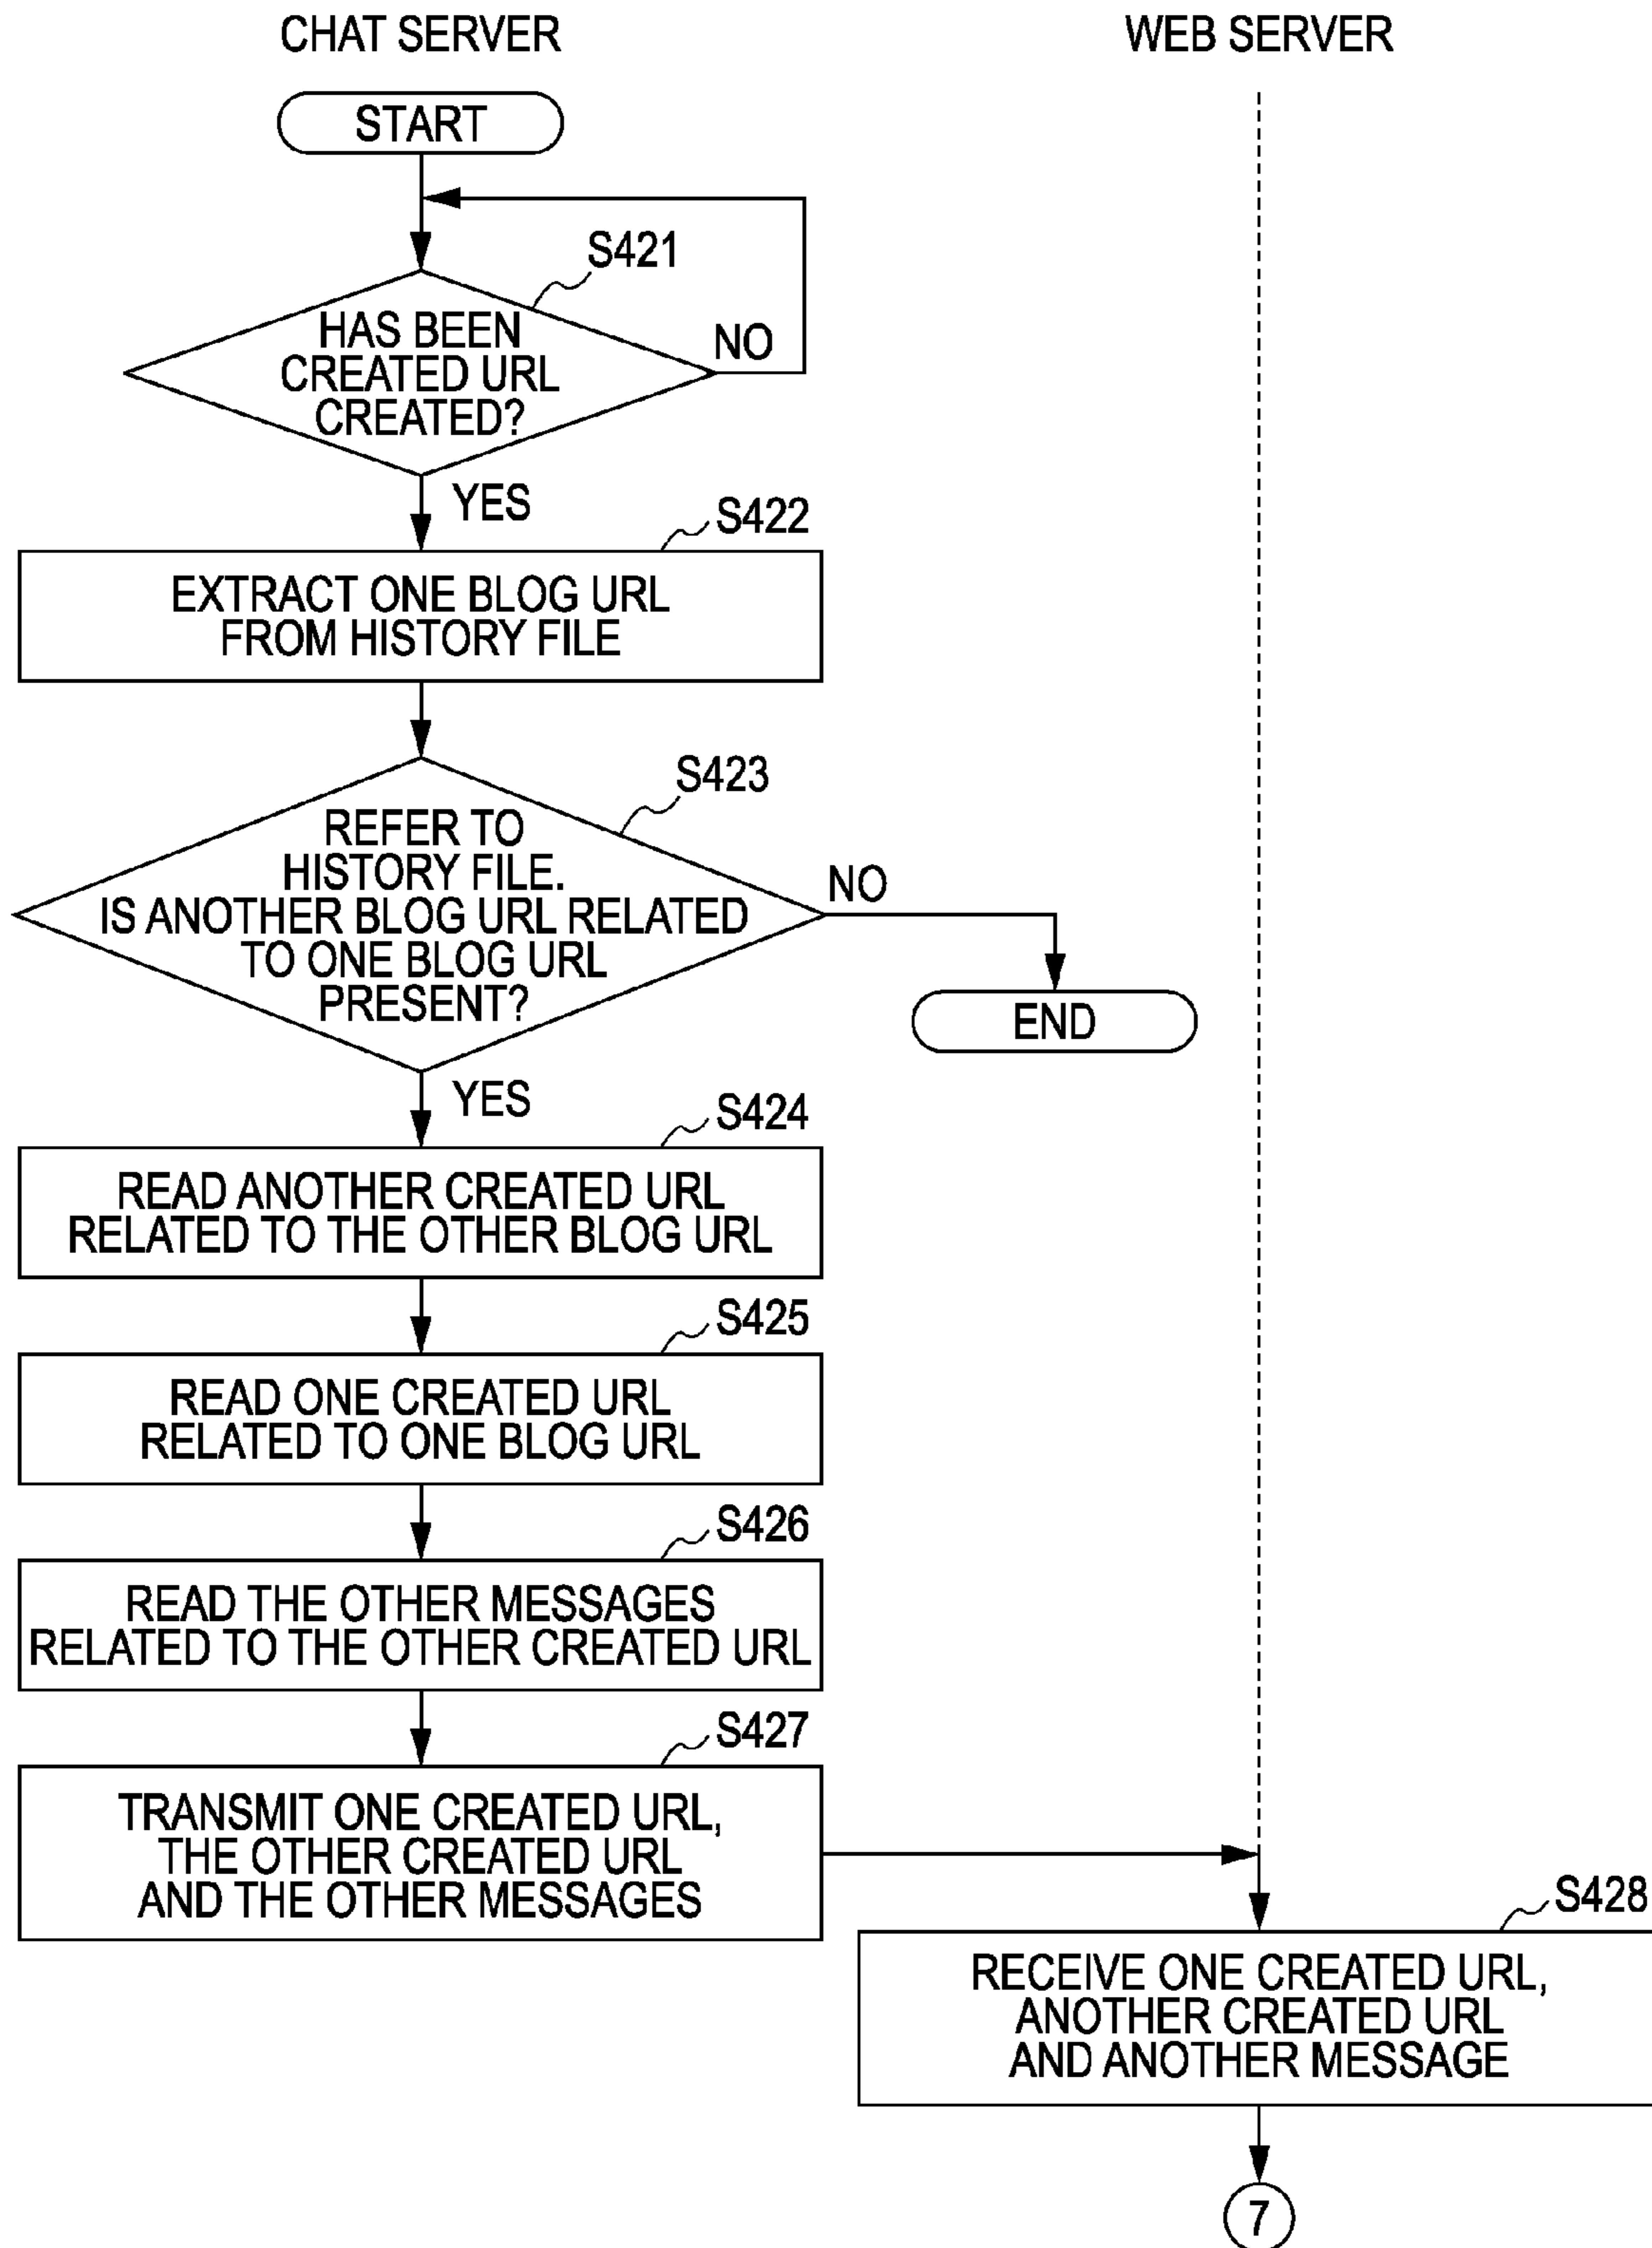 CHAT SERVER
WEB SERVER
START
S421
HAS BEEN
CREATED URL
CREATED?
NO
YES
S422
EXTRACT ONE BLOG URL
FROM HISTORY FILE
S423
REFER TO
HISTORY FILE.
IS ANOTHER BLOG URL RELATED
TO ONE BLOG URL
PRESENT?
NO
END
YES
S424
READ ANOTHER CREATED URL
RELATED TO THE OTHER BLOG URL
S425
READ ONE CREATED URL
RELATED TO ONE BLOG URL
S426
READ THE OTHER MESSAGES
RELATED TO THE OTHER CREATED URL
S427
TRANSMIT ONE CREATED URL,
THE OTHER CREATED URL
AND THE OTHER MESSAGES
S428
RECEIVE ONE CREATED URL,
ANOTHER CREATED URL
AND ANOTHER MESSAGE
7